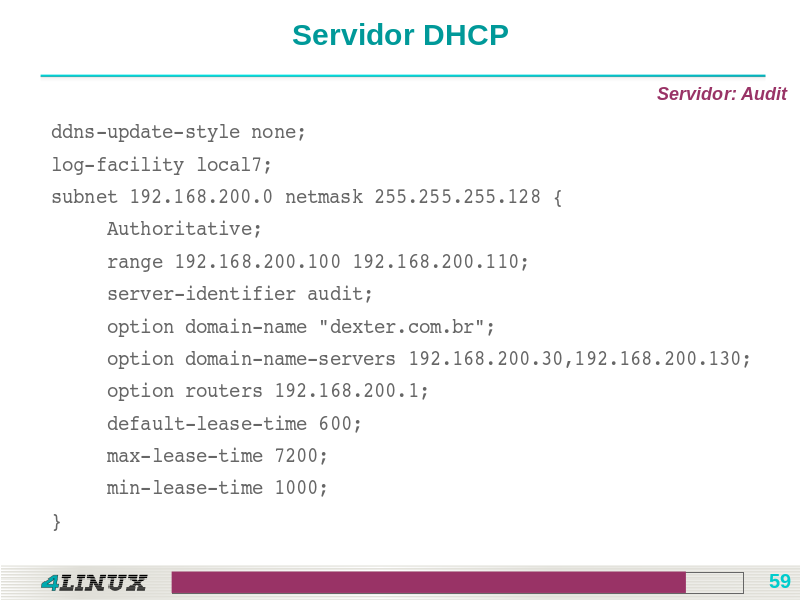 Servidor DHCP
Servidor: Audit
ddns-update-style none;
log-facility local7;
subnet 192.168.200.0 netmask 255.255.255.128 {
Authoritative;
range 192.168.200.100 192.168.200.110;
server-identifier audit;
option domain-name "dexter.com.br";
option domain-name-servers 192.168.200.30,192.168.200.130;
option routers 192.168.200.1;
default-lease-time 600;
max-lease-time 7200;
min-lease-time 1000;
}
4LINUX
59